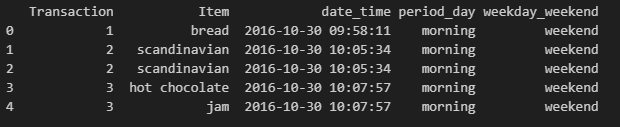 Transaction Item date_time period_day weekday_weekend
0 1 bread 2016-10-30 09:58:11 morning weekend
1 2 scandinavian 2016-10-30 10:05:34 morning weekend
2 2 scandinavian 2016-10-30 10:05:34 morning weekend
3 3 hot chocolate 2016-10-30 10:07:57 morning weekend
4 3 jam 2016-10-30 10:07:57 morning weekend